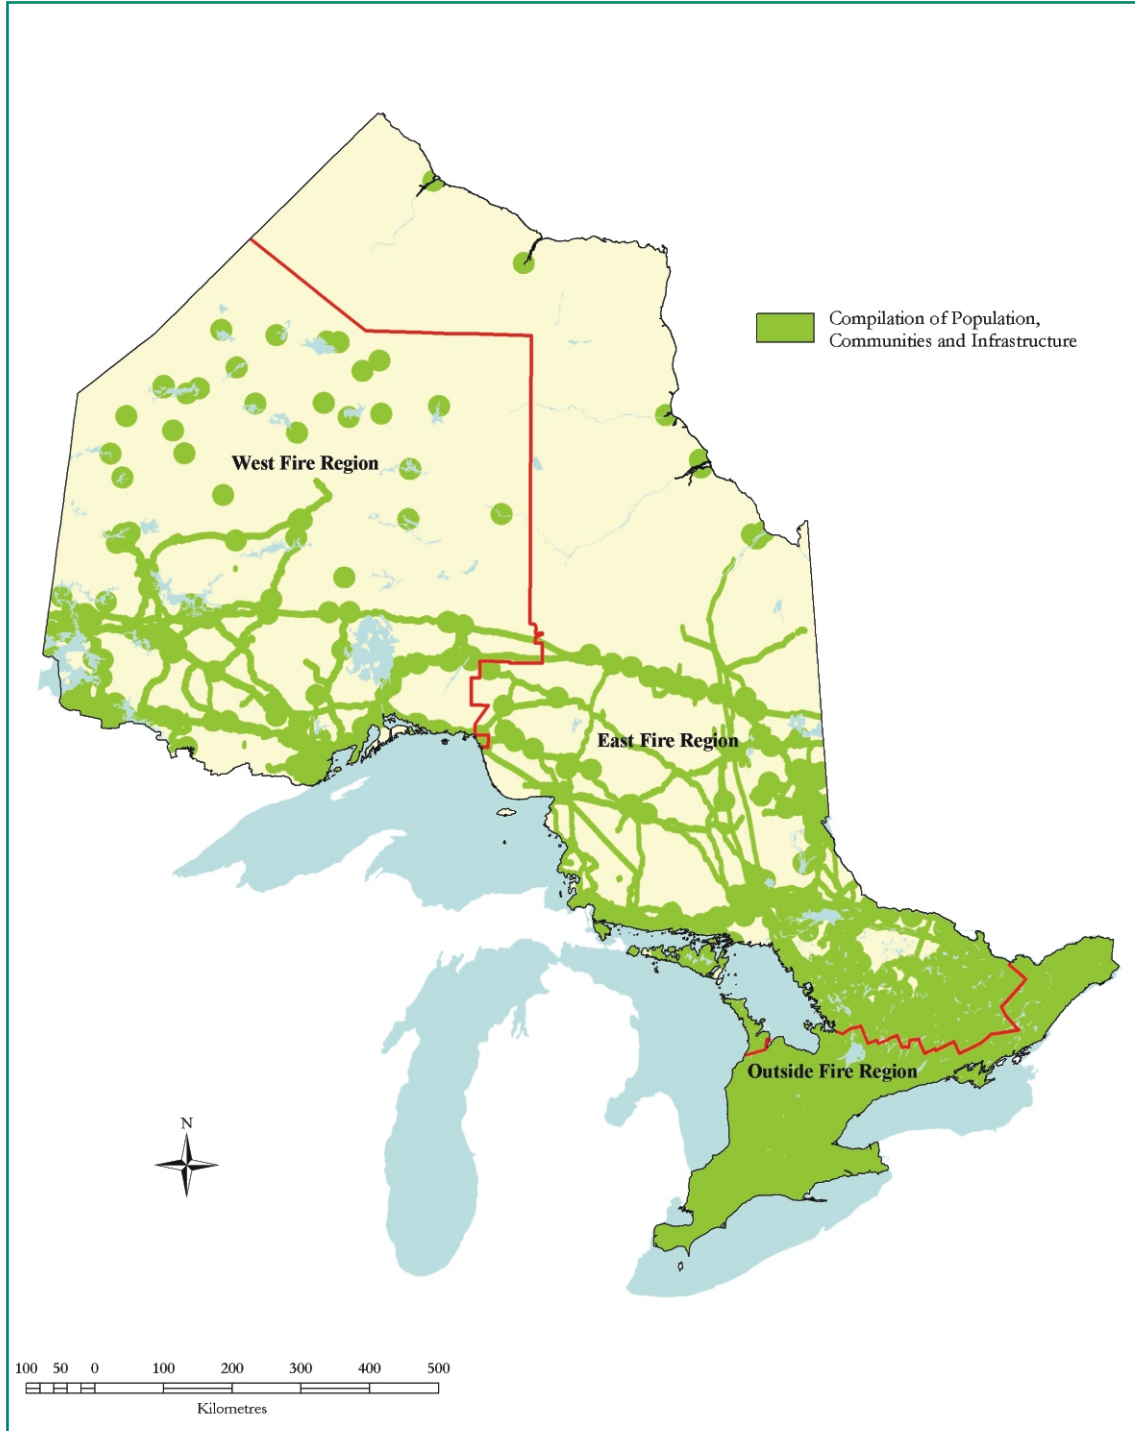 Compilation of Population,
Communities and Infrastructure
West Fire Region
East Fire Region
Outside Fire Region
N
100 50 0 100 200 300 400 500
Kilometres